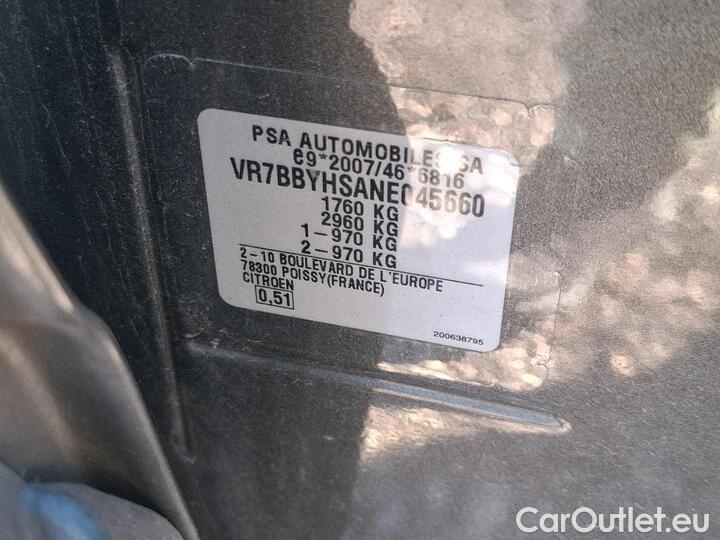 PSA AUTOMOBILES SA
e9*2007/46*6816
VR7BBYHSANE045660
1760 KG
2960 KG
1-970 KG
2-970 KG
2-10 BOULEVARD DE L'EUROPE
78300 POISSY(FRANCE)
CITROEN
0.51
200638795
CarOutlet.eu